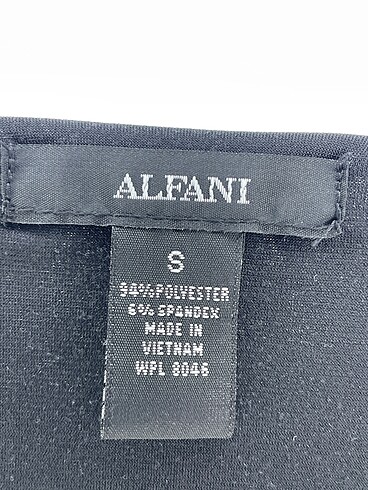 ALFANI
S
94% POLYESTER
6% SPANDEX
MADE IN
VIETNAM
WPL 8046